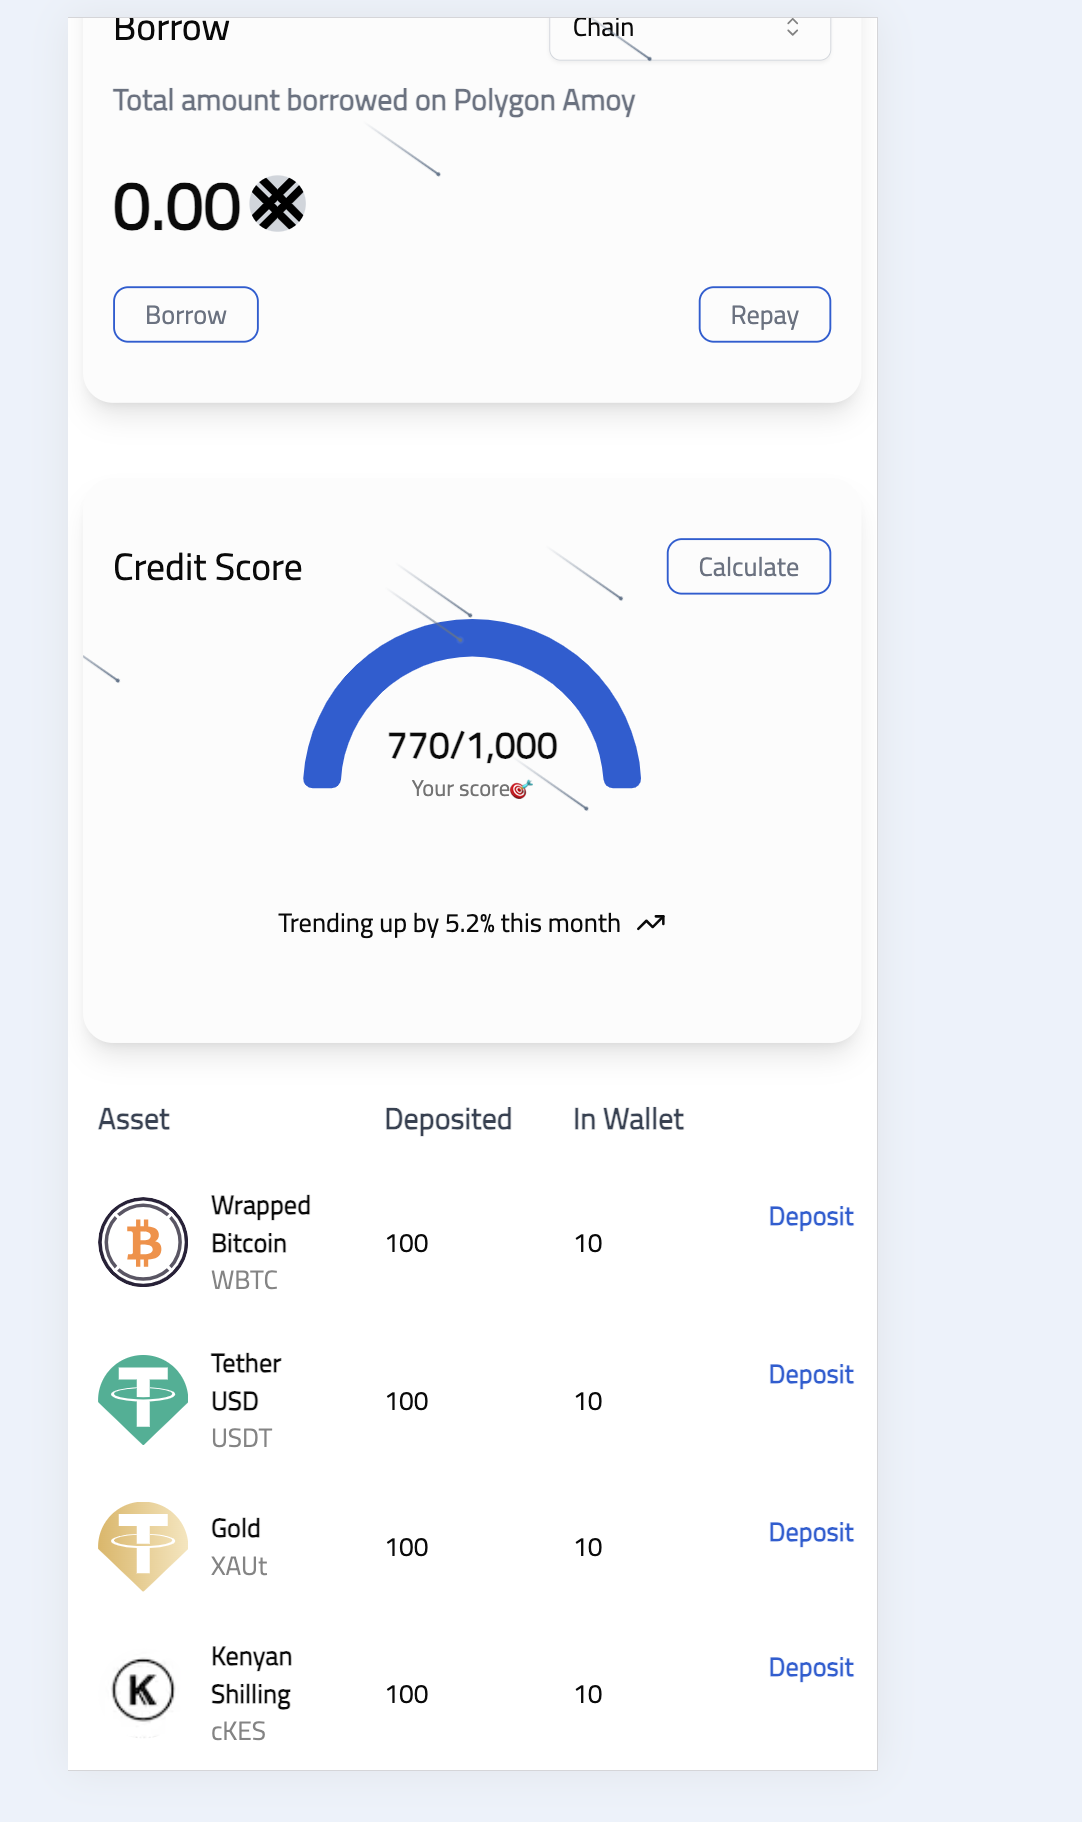 Borrow
Chain
Total amount borrowed on Polygon Amoy
0.00
Borrow
Repay
Credit Score
Calculate
770/1,000
Your score🎯
Trending up by 5.2% this month
Asset Deposited In Wallet
Wrapped
Bitcoin
WBTC
100
10
Deposit
Tether
USD
USDT
100
10
Deposit
Gold
XAUt
100
10
Deposit
Kenyan
Shilling
cKES
100
10
Deposit